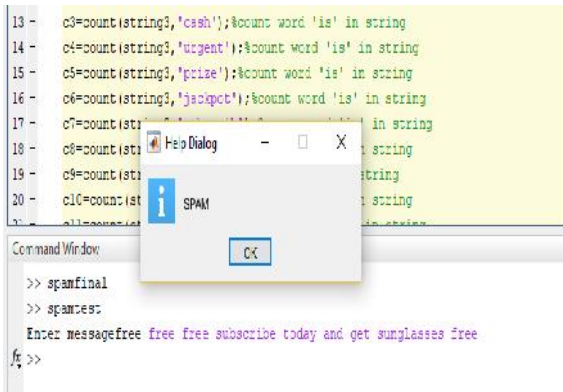 13 - c3=count(string3,'cash');%count word 'is' in string
14 - c4=count(string3,'urgent');%count word 'is' in string
15 - c5=count(string3,'prize');%count word 'is' in string
16 - c6=count(string3,'jackpot');%count word 'is' in string
17 - c7=count(str in string
18 - c8=count(str string
19 - c9=count(str string
20 - c10=count(st string
Help Dialog
SPAM
OK
Command Window
>> spamfinal
>> spamtest
Enter messagefree free free subscribe today and get sunglasses free
fx >>